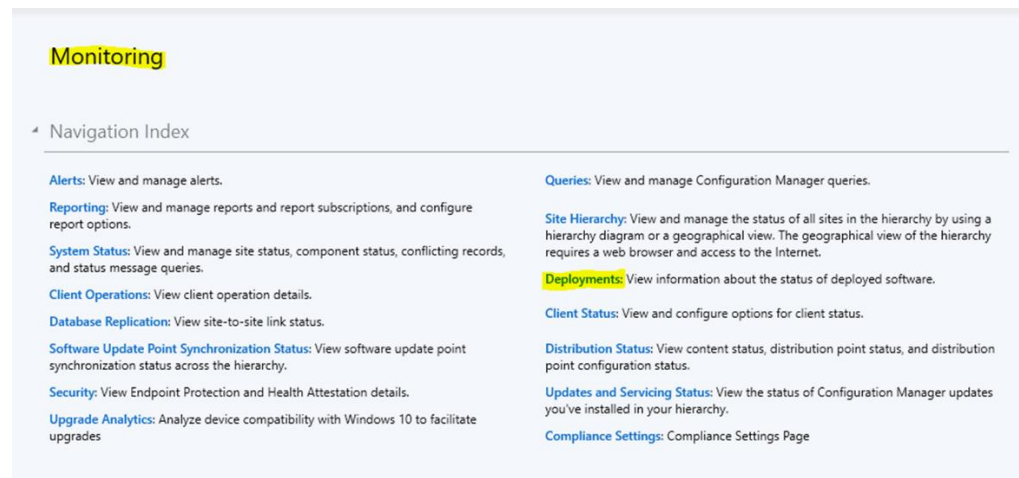 Monitoring
Navigation Index
Alerts: View and manage alerts.
Reporting: View and manage reports and report subscriptions, and configure
report options.
System Status: View and manage site status, component status, conflicting records,
and status message queries.
Client Operations: View client operation details.
Database Replication: View site-to-site link status.
Software Update Point Synchronization Status: View software update point
synchronization status across the hierarchy.
Security: View Endpoint Protection and Health Attestation details.
Upgrade Analytics: Analyze device compatibility with Windows 10 to facilitate
upgrades
Queries: View and manage Configuration Manager queries.
Site Hierarchy: View and manage the status of all sites in the hierarchy by using a
hierarchy diagram or a geographical view. The geographical view of the hierarchy
requires a web browser and access to the Internet.
Deployments: View information about the status of deployed software.
Client Status: View and configure options for client status.
Distribution Status: View content status, distribution point status, and distribution
point configuration status.
Updates and Servicing Status: View the status of Configuration Manager updates
you've installed in your hierarchy.
Compliance Settings: Compliance Settings Page